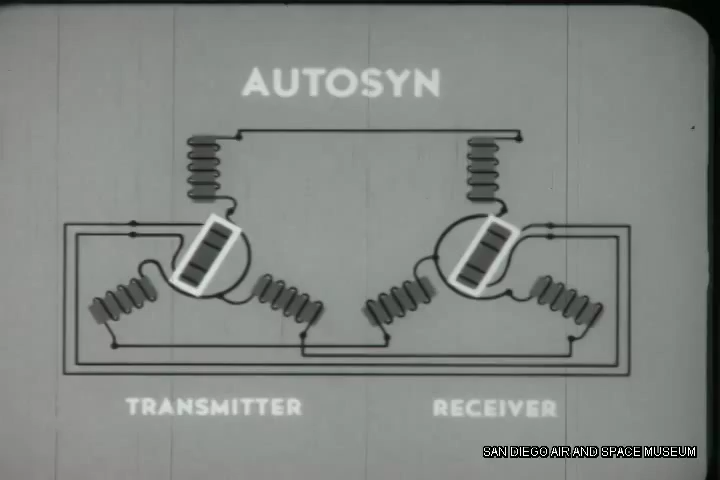 AUTOSYN
TRANSMITTER
RECEIVER
SAN DIEGO AIR AND SPACE MUSEUM